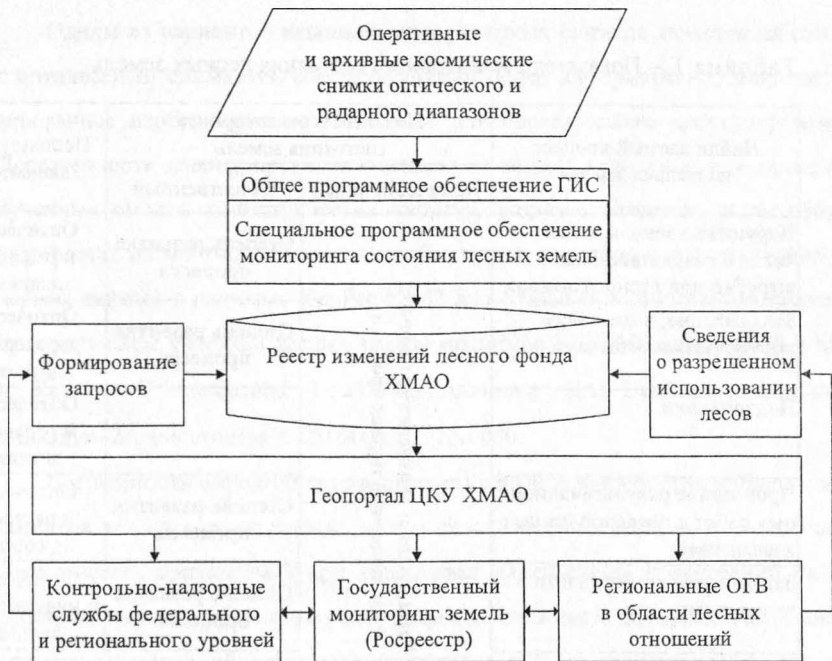 Оперативные
и архивные космические
снимки оптического и
радарного диапазонов
Общее программное обеспечение ГИС
Специальное программное обеспечение
мониторинга состояния лесных земель
Формирование
запросов
Реестр изменений лесного фонда
ХМАО
Сведения
о разрешенном
использовании
лесов
Геопортал ЦКУ ХМАО
Контрольно-надзорные
службы федерального
и регионального уровней
Государственный
мониторинг земель
(Росреестр)
Региональные ОГВ
в области лесных
отношений